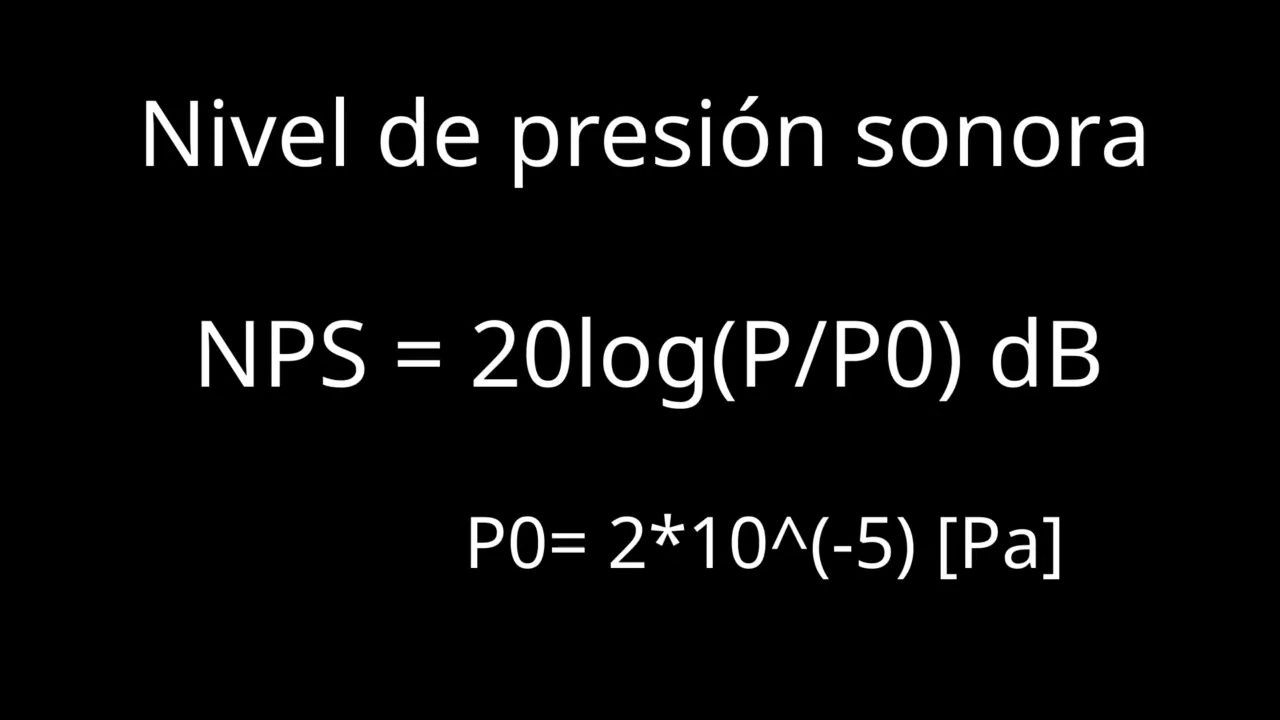 Nivel de presión sonora
NPS = 20log(P/P0) dB
P0= 2*10^(-5) [Pa]